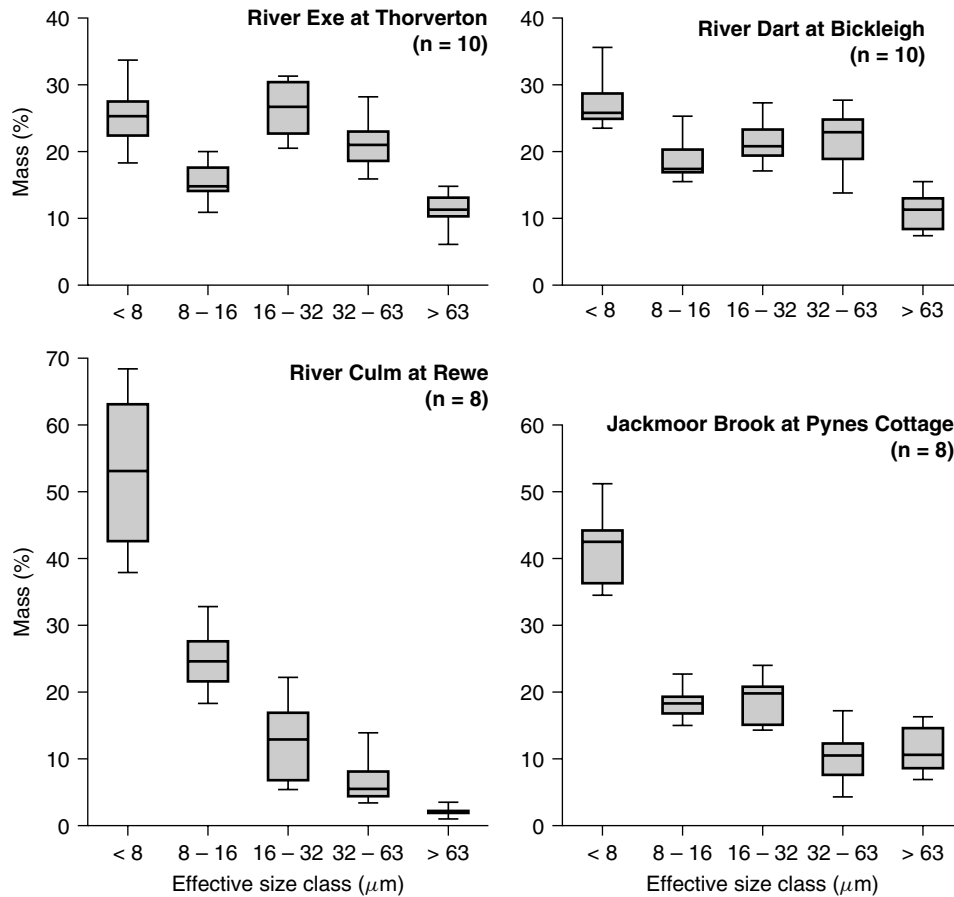 River Exe at Thorverton
(n = 10)
Mass (%)
40
30
20
10
0
< 8
8 – 16
16 – 32
32 – 63
> 63
River Dart at Bickleigh
(n = 10)
40
30
20
10
0
< 8
8 – 16
16 – 32
32 – 63
> 63
River Culm at Rewe
(n = 8)
Mass (%)
70
60
50
40
30
20
10
0
< 8
8 – 16
16 – 32
32 – 63
> 63
Effective size class (μm)
Jackmoor Brook at Pynes Cottage
(n = 8)
60
50
40
30
20
10
0
< 8
8 – 16
16 – 32
32 – 63
> 63
Effective size class (μm)